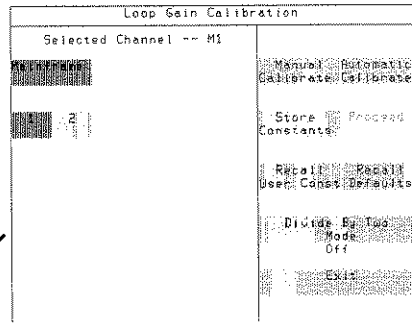 Loop Gain Calibration
Selected Channel -- M1
Mainframe
1 2
Manual Automatic
Calibrate Calibrate
Store Proceed
Constants
Recall Recall
User Const Defaults
Divide By Two
Mode
Off
Exit